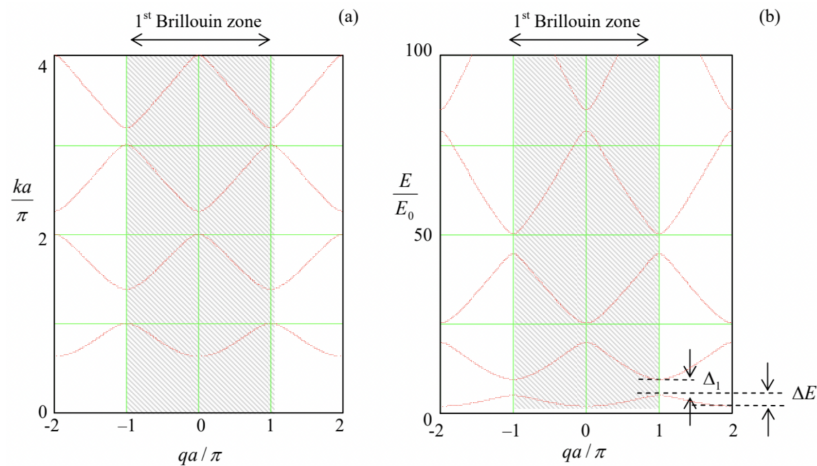 1st Brillouin zone
(a)
4
ka
π
2
0
-2
–1
0
1
2
qa / π
1st Brillouin zone
(b)
100
E
E0
50
0
-2
–1
0
1
2
qa / π
Δ1
ΔE